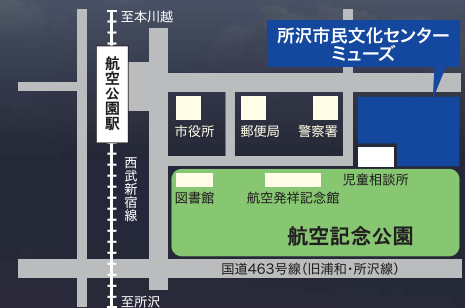 至本川越
所沢市民文化センター
ミューズ
航空公園駅
市役所
郵便局
警察署
西武新宿線
児童相談所
図書館
航空発祥記念館
航空記念公園
国道463号線(旧浦和・所沢線)
至所沢